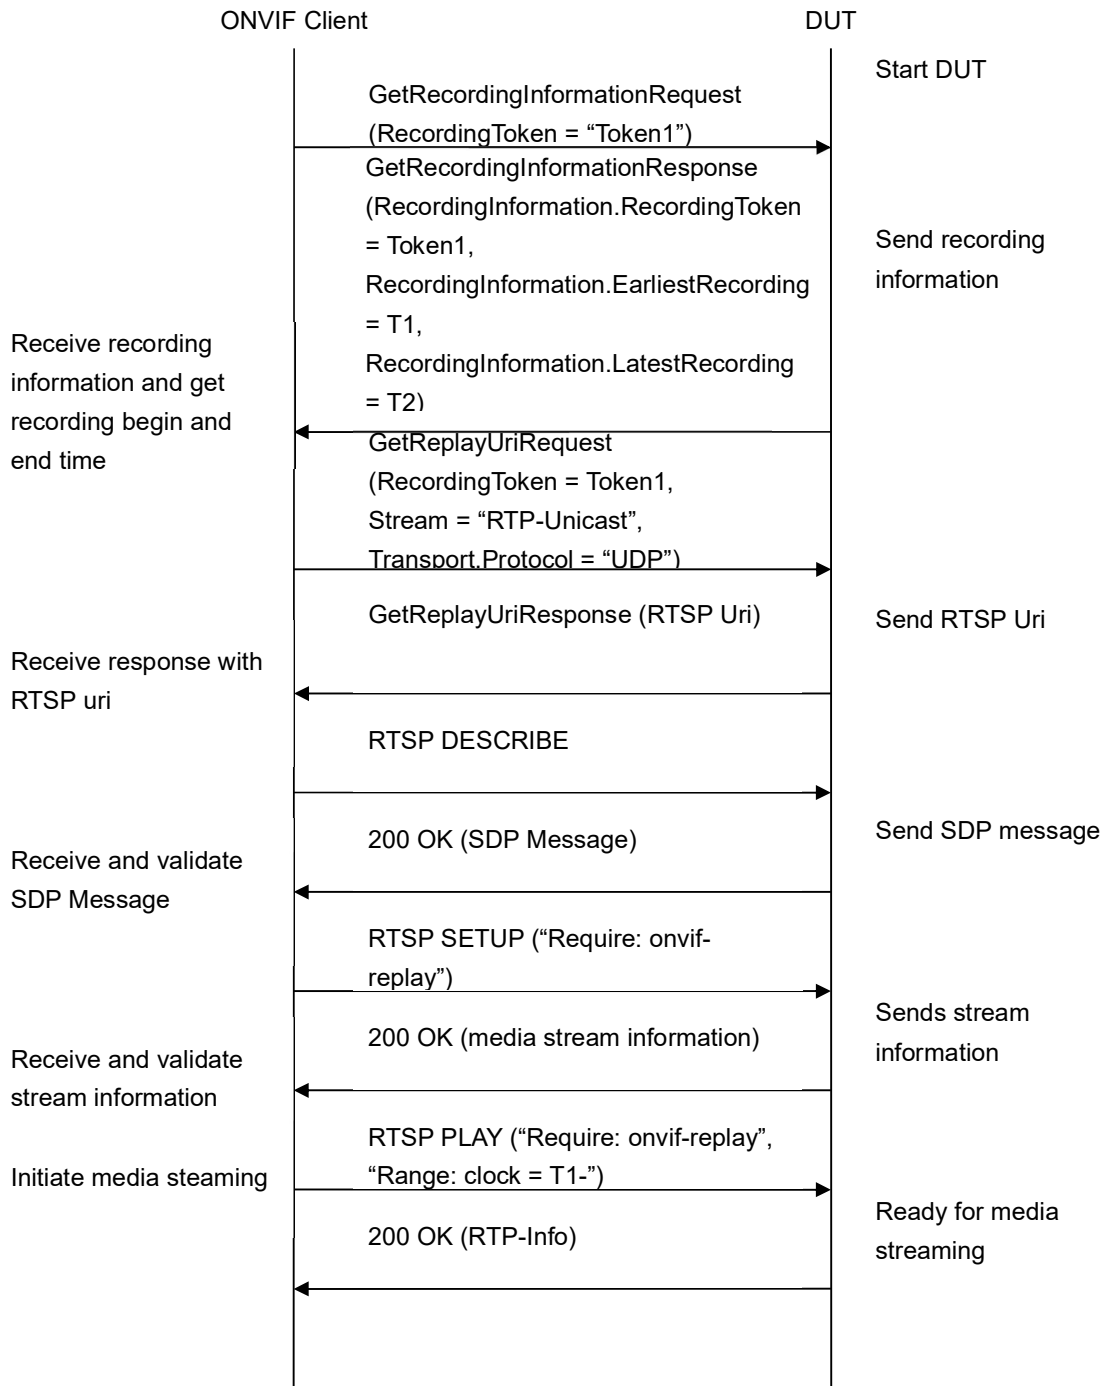 ONVIF Client
DUT
Start DUT
GetRecordingInformationRequest
(RecordingToken = “Token1”)
GetRecordingInformationResponse
(RecordingInformation.RecordingToken
= Token1,
RecordingInformation.EarliestRecording
= T1,
RecordingInformation.LatestRecording
= T2)
Send recording
information
Receive recording
information and get
recording begin and
end time
GetReplayUriRequest
(RecordingToken = Token1,
Stream = “RTP-Unicast”,
Transport.Protocol = “UDP”)
GetReplayUriResponse (RTSP Uri)
Send RTSP Uri
Receive response with
RTSP uri
RTSP DESCRIBE
200 OK (SDP Message)
Send SDP message
Receive and validate
SDP Message
RTSP SETUP (“Require: onvif-
replay”)
200 OK (media stream information)
Sends stream
information
Receive and validate
stream information
RTSP PLAY (“Require: onvif-replay”,
“Range: clock = T1-”)
Initiate media steaming
200 OK (RTP-Info)
Ready for media
streaming